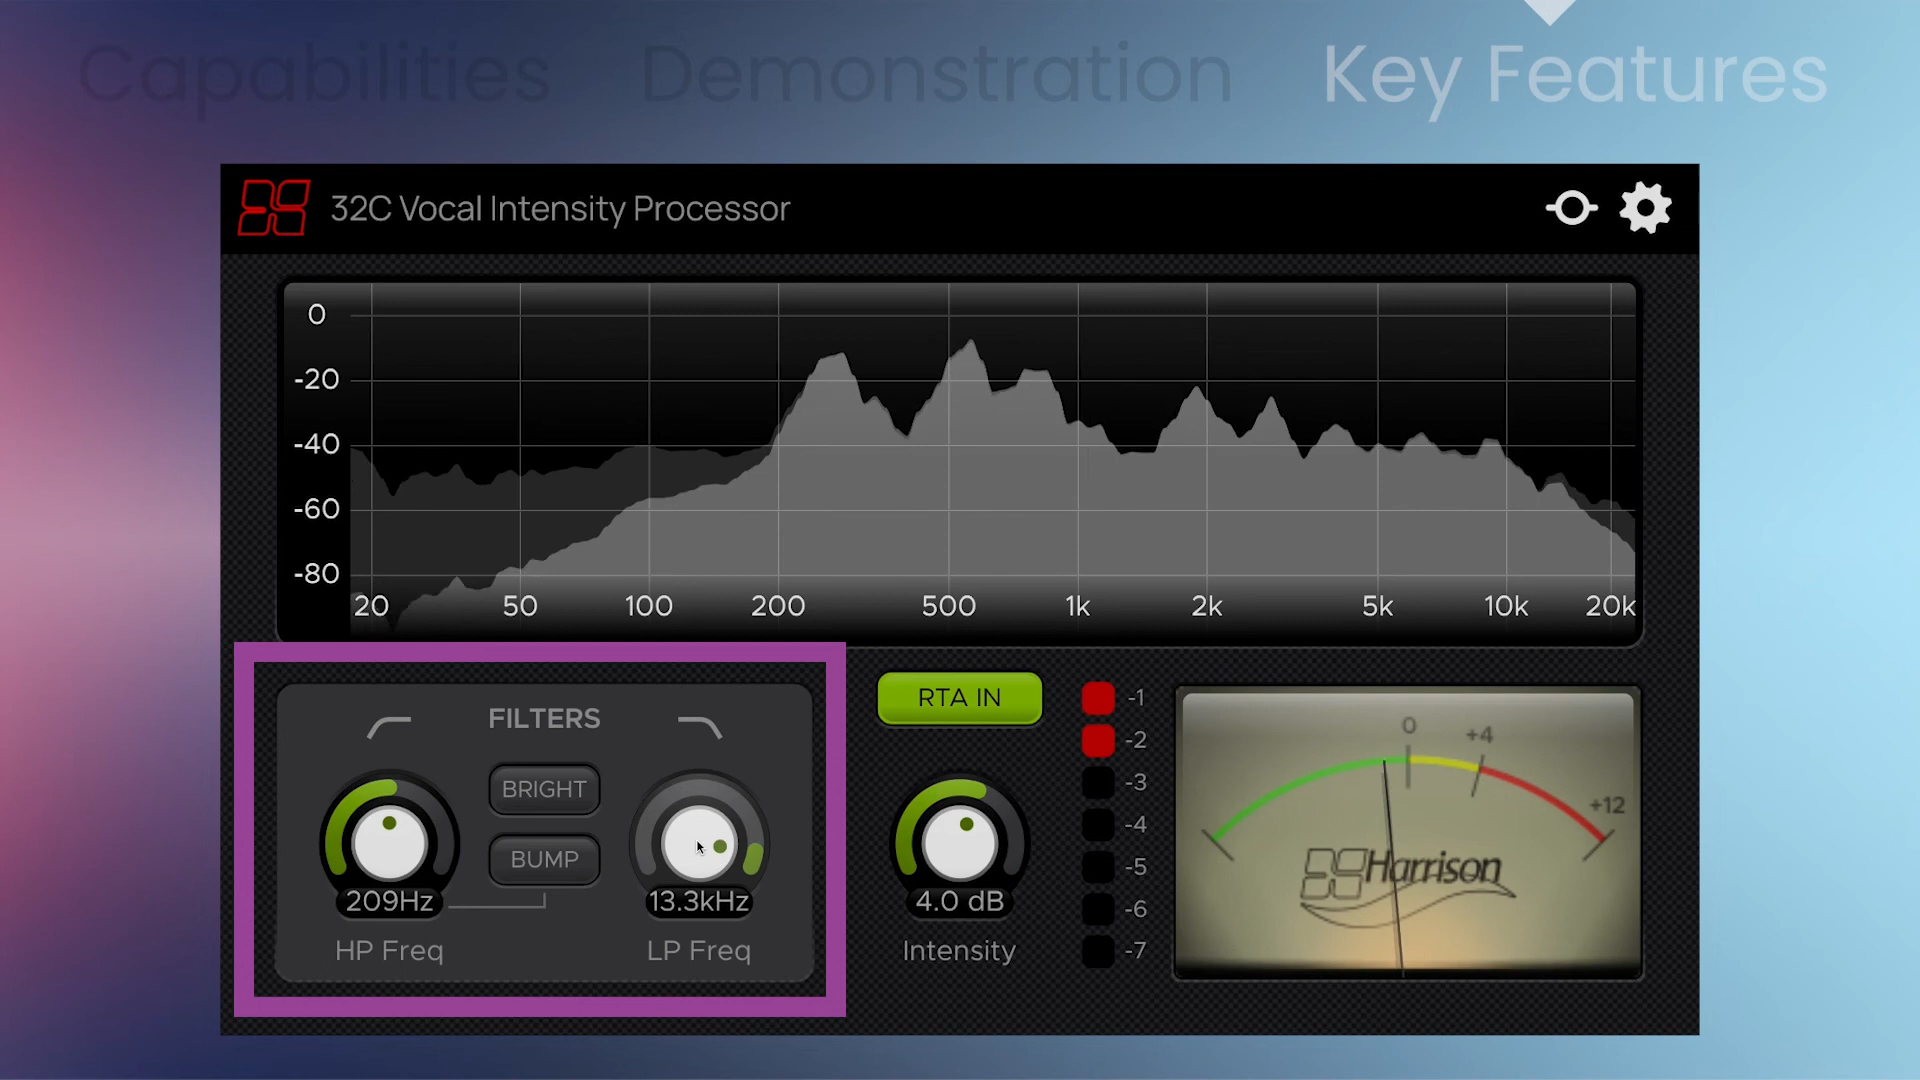 Capabilities
Demonstration
Key Features
32C Vocal Intensity Processor
0
-20
-40
-60
-80
20 50 100 200 500 1k 2k 5k 10k 20k
FILTERS
BRIGHT
BUMP
209Hz
13.3kHz
HP Freq
LP Freq
RTA IN
4.0 dB
Intensity
-1
-2
-3
-4
-5
-6
-7
0
+4
+12
Harrison